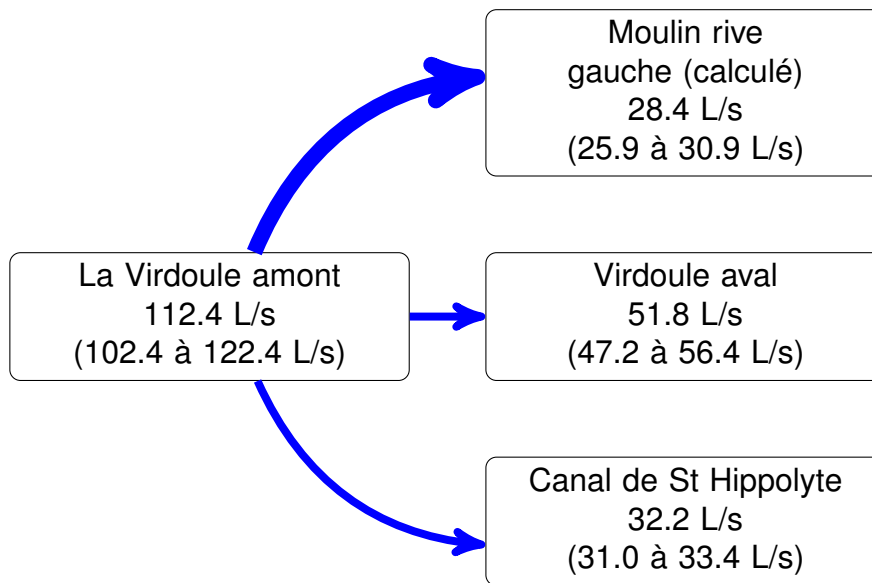 Moulin rive
gauche (calculé)
28.4 L/s
(25.9 à 30.9 L/s)
La Virdoule amont
112.4 L/s
(102.4 à 122.4 L/s)
Virdoule aval
51.8 L/s
(47.2 à 56.4 L/s)
Canal de St Hippolyte
32.2 L/s
(31.0 à 33.4 L/s)